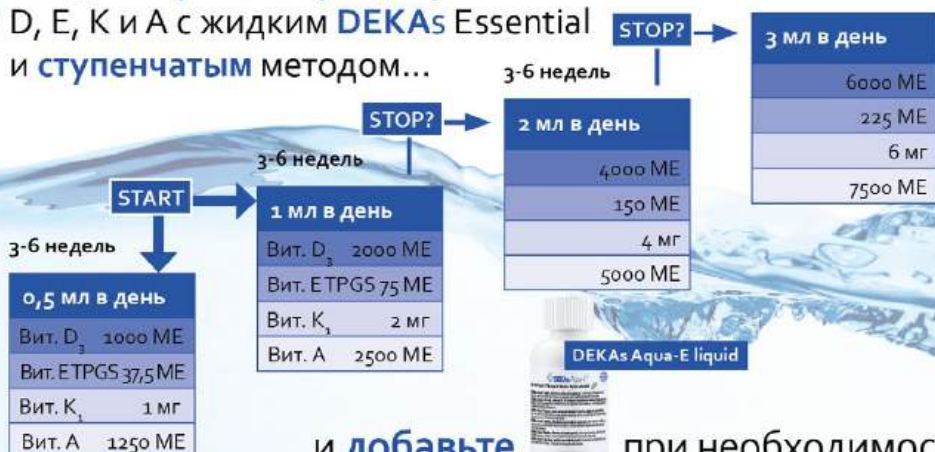 D, E, K и А с жидким DEKAs Essential
и ступенчатым методом...
STOP?
3 мл в день
6000 МЕ
225 МЕ
6 мг
7500 МЕ
3-6 недель
STOP?
2 мл в день
4000 МЕ
150 МЕ
4 мг
5000 МЕ
3-6 недель
START
1 мл в день
Вит. D₃ 2000 МЕ
Вит. E TPGS 75 МЕ
Вит. K₁ 2 мг
Вит. А 2500 МЕ
3-6 недель
0,5 мл в день
Вит. D₃ 1000 МЕ
Вит. E TPGS 37,5 МЕ
Вит. K₁ 1 мг
Вит. А 1250 МЕ
DEKAs Aqua-E liquid
и добавьте при необходимос